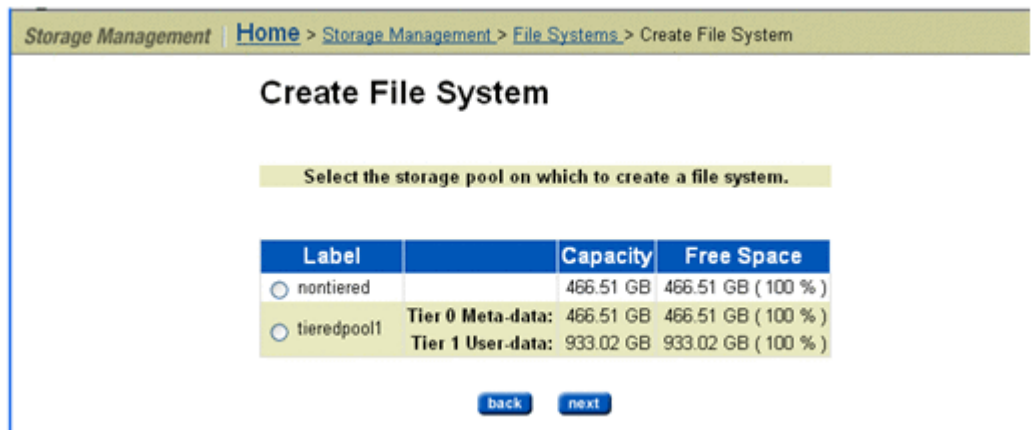 Storage Management | Home > Storage Management > File Systems > Create File System
Create File System
Select the storage pool on which to create a file system.
Label Capacity Free Space
nontiered 466.51 GB 466.51 GB ( 100 % )
tieredpool1 Tier 0 Meta-data: 466.51 GB 466.51 GB ( 100 % )
Tier 1 User-data: 933.02 GB 933.02 GB ( 100 % )
back next